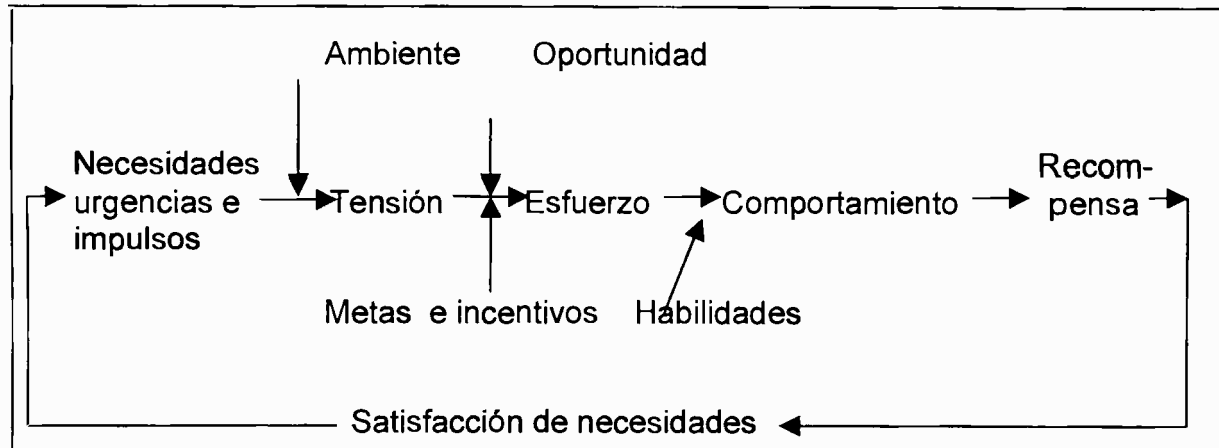 Ambiente Oportunidad
Necesidades
urgencias e
impulsos
Tensión Esfuerzo Comportamiento
Recom-
pensa
Metas e incentivos Habilidades
Satisfacción de necesidades